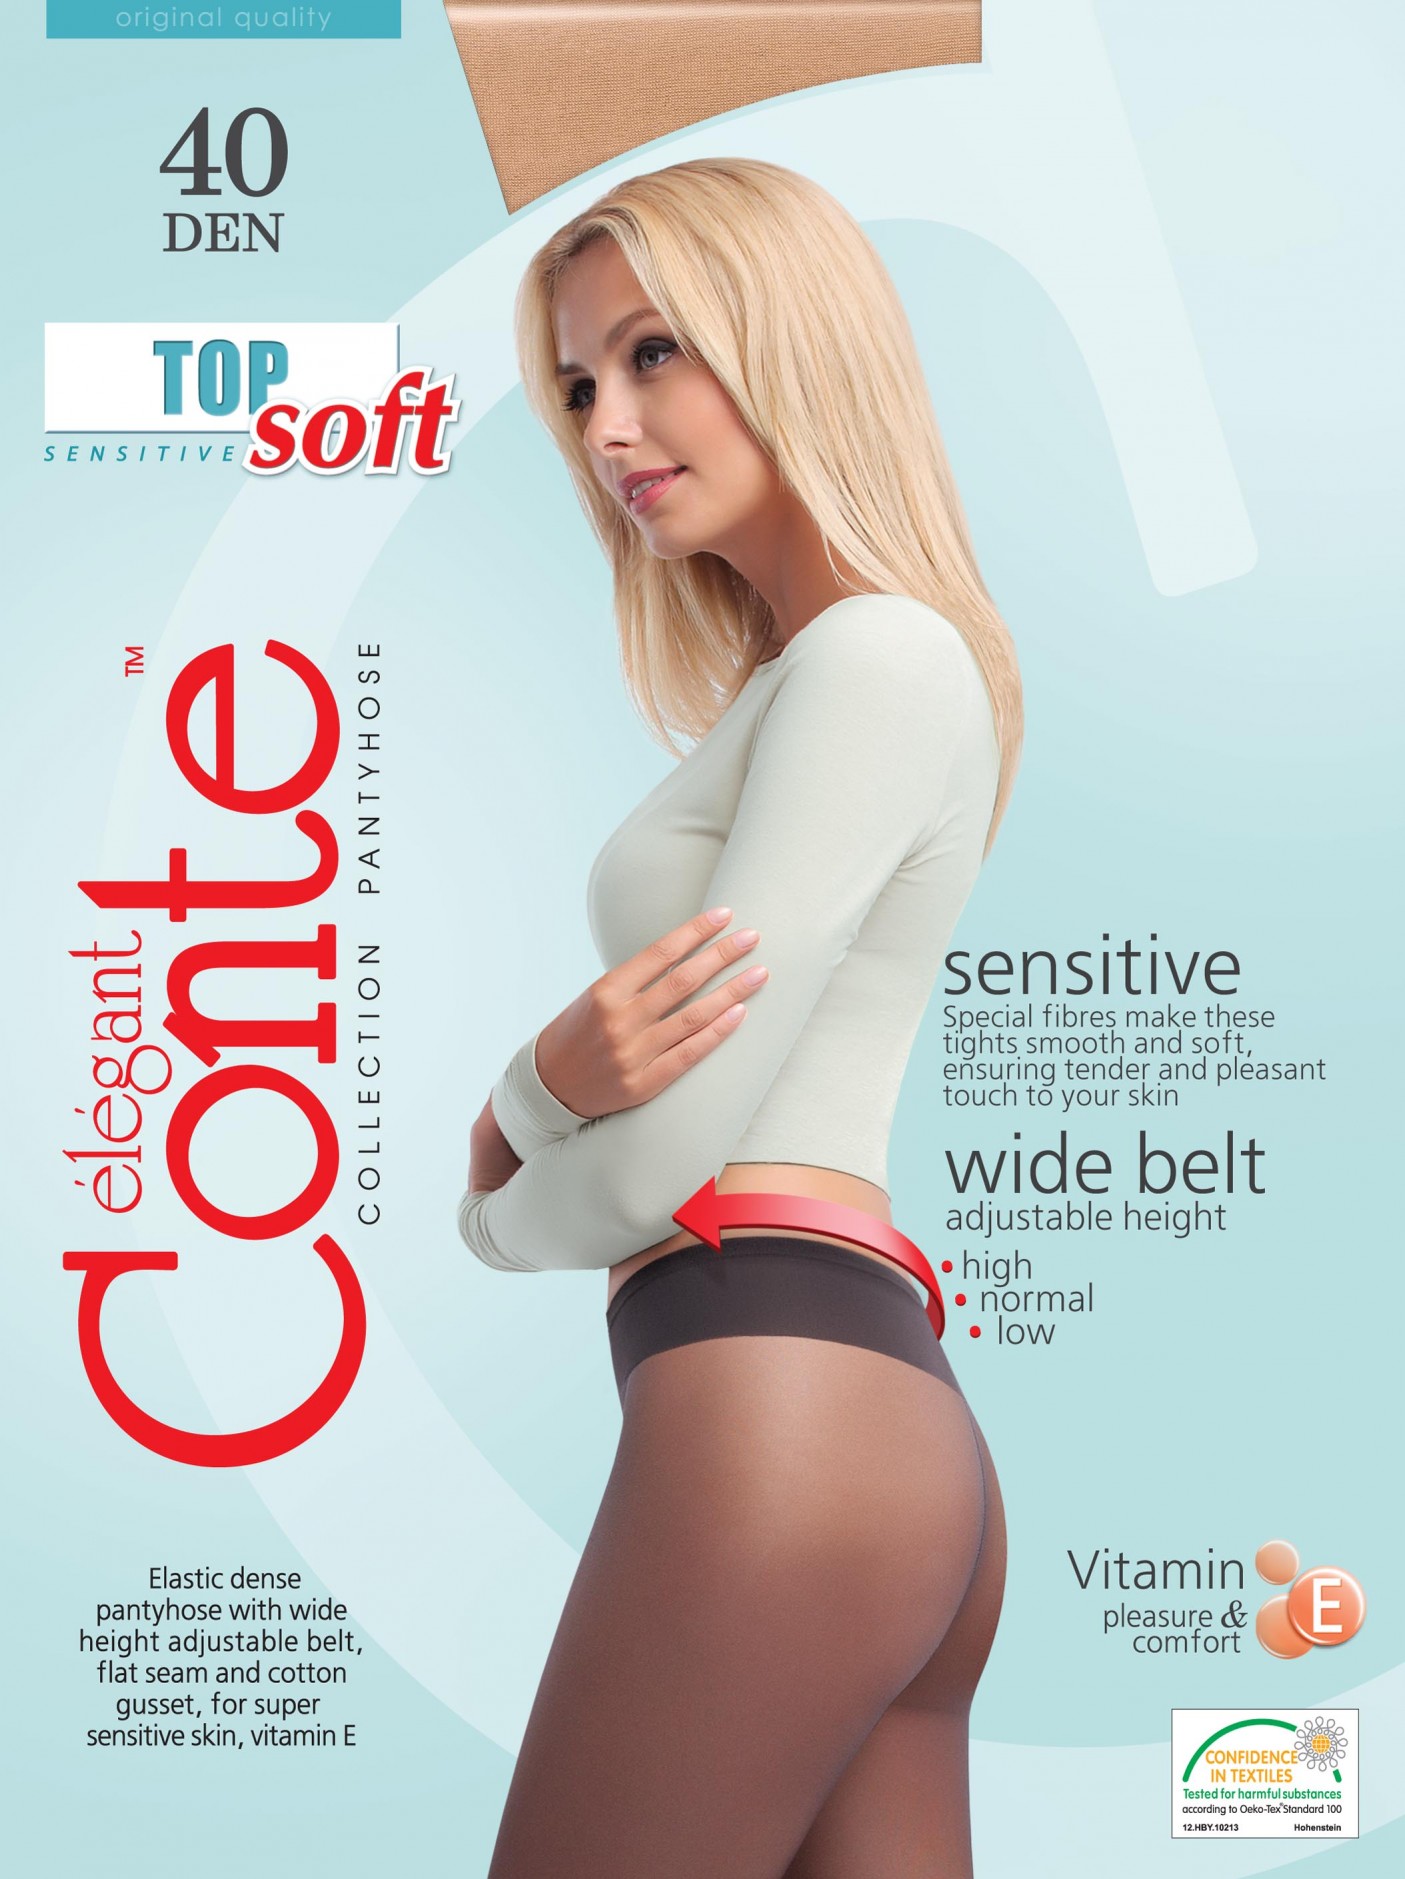 original quality
40
DEN
TOP
SENSITIVE soft
Conte™
élégant
COLLECTION PANTYHOSE
sensitive
Special fibres make these
tights smooth and soft,
ensuring tender and pleasant
touch to your skin
wide belt
adjustable height
• high
• normal
• low
Elastic dense
pantyhose with wide
height adjustable belt,
flat seam and cotton
gusset, for super
sensitive skin, vitamin E
Vitamin E
pleasure &
comfort
CONFIDENCE
IN TEXTILES
Tested for harmful substances
according to Oeko-Tex® Standard 100
12.HBY.10213 Hohenstein